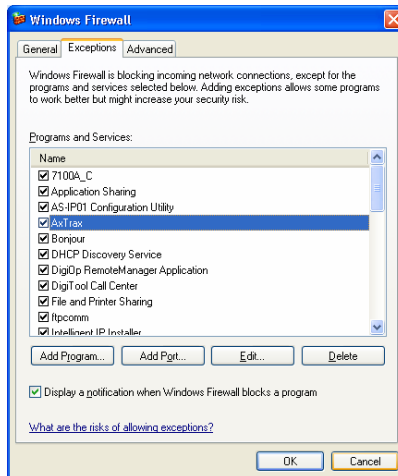 Windows Firewall
General Exceptions Advanced
Windows Firewall is blocking incoming network connections, except for the
programs and services selected below. Adding exceptions allows some programs
to work better but might increase your security risk.
Programs and Services:
Name
7100A_C
Application Sharing
AS-IP01 Configuration Utility
AxTrax
Bonjour
DHCP Discovery Service
DigiOp RemoteManager Application
DigiTool Call Center
File and Printer Sharing
ftpcomm
Intelligent IP Installer
Add Program... Add Port... Edit... Delete
Display a notification when Windows Firewall blocks a program
What are the risks of allowing exceptions?
OK Cancel